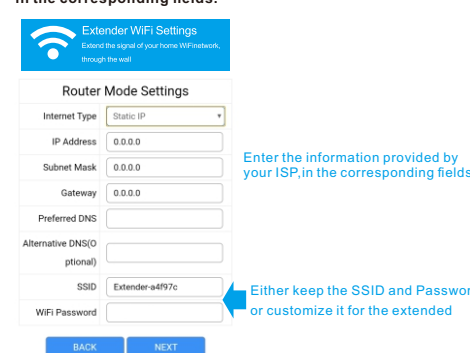 in the corresponding fields.
Extender WiFi Settings
Extend the signal of your home WiFinetwork,
through the wall
Router Mode Settings
Internet Type Static IP
IP Address 0.0.0.0
Subnet Mask 0.0.0.0
Gateway 0.0.0.0
Preferred DNS
Alternative DNS(O
ptional)
SSID Extender-a4f97c
WiFi Password
BACK NEXT
Enter the information provided by
your ISP,in the corresponding fields
Either keep the SSID and Passwor
or customize it for the extended